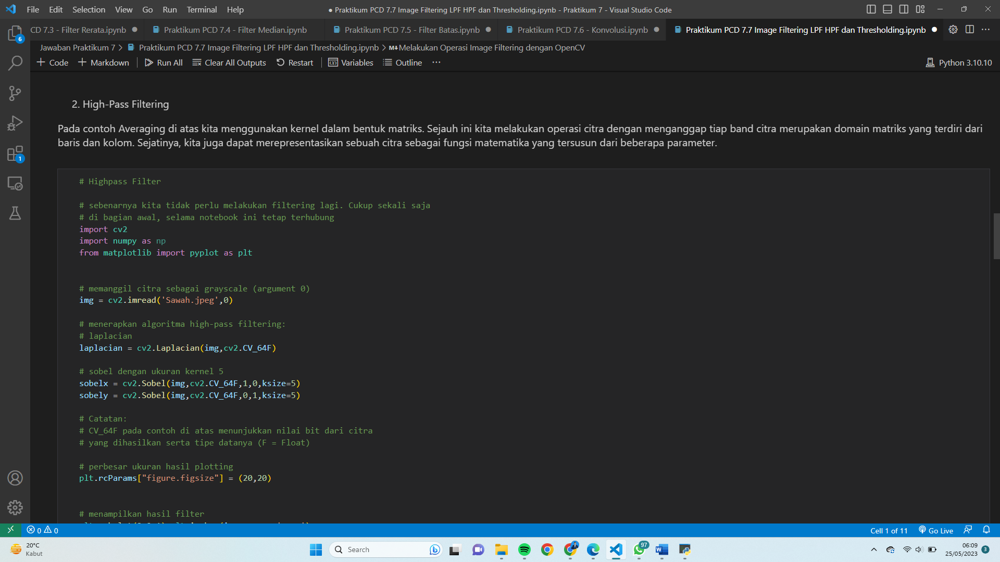 File Edit Selection View Go Run Terminal Help
● Praktikum PCD 7.7 Image Filtering LPF HPF dan Thresholding.ipynb - Praktikum 7 - Visual Studio Code
CD 7.3 - Filter Rerata.ipynb
Praktikum PCD 7.4 - Filter Median.ipynb
Praktikum PCD 7.5 - Filter Batas.ipynb
Praktikum PCD 7.6 - Konvolusi.ipynb
Praktikum PCD 7.7 Image Filtering LPF HPF dan Thresholding.ipynb
Jawaban Praktikum 7 > Praktikum PCD 7.7 Image Filtering LPF HPF dan Thresholding.ipynb > M↓Melakukan Operasi Image Filtering dengan OpenCV
+ Code + Markdown Run All Clear All Outputs Restart Variables Outline ... Python 3.10.10
2. High-Pass Filtering
Pada contoh Averaging di atas kita menggunakan kernel dalam bentuk matriks. Sejauh ini kita melakukan operasi citra dengan menganggap tiap band citra merupakan domain matriks yang terdiri dari
baris dan kolom. Sejatinya, kita juga dapat merepresentasikan sebuah citra sebagai fungsi matematika yang tersusun dari beberapa parameter.
# Highpass Filter
# sebenarnya kita tidak perlu melakukan filtering lagi. Cukup sekali saja
# di bagian awal, selama notebook ini tetap terhubung
import cv2
import numpy as np
from matplotlib import pyplot as plt
# memanggil citra sebagai grayscale (argument 0)
img = cv2.imread('Sawah.jpeg',0)
# menerapkan algoritma high-pass filtering:
# laplacian
laplacian = cv2.Laplacian(img,cv2.CV_64F)
# sobel dengan ukuran kernel 5
sobelx = cv2.Sobel(img,cv2.CV_64F,1,0,ksize=5)
sobely = cv2.Sobel(img,cv2.CV_64F,0,1,ksize=5)
# Catatan:
# CV_64F pada contoh di atas menunjukkan nilai bit dari citra
# yang dihasilkan serta tipe datanya (F = Float)
# perbesar ukuran hasil plotting
plt.rcParams["figure.figsize"] = (20,20)
# menampilkan hasil filter
6
1
0 0
Cell 1 of 11 Go Live
20°C
Kabut
Search
97
06:09
25/05/2023
3